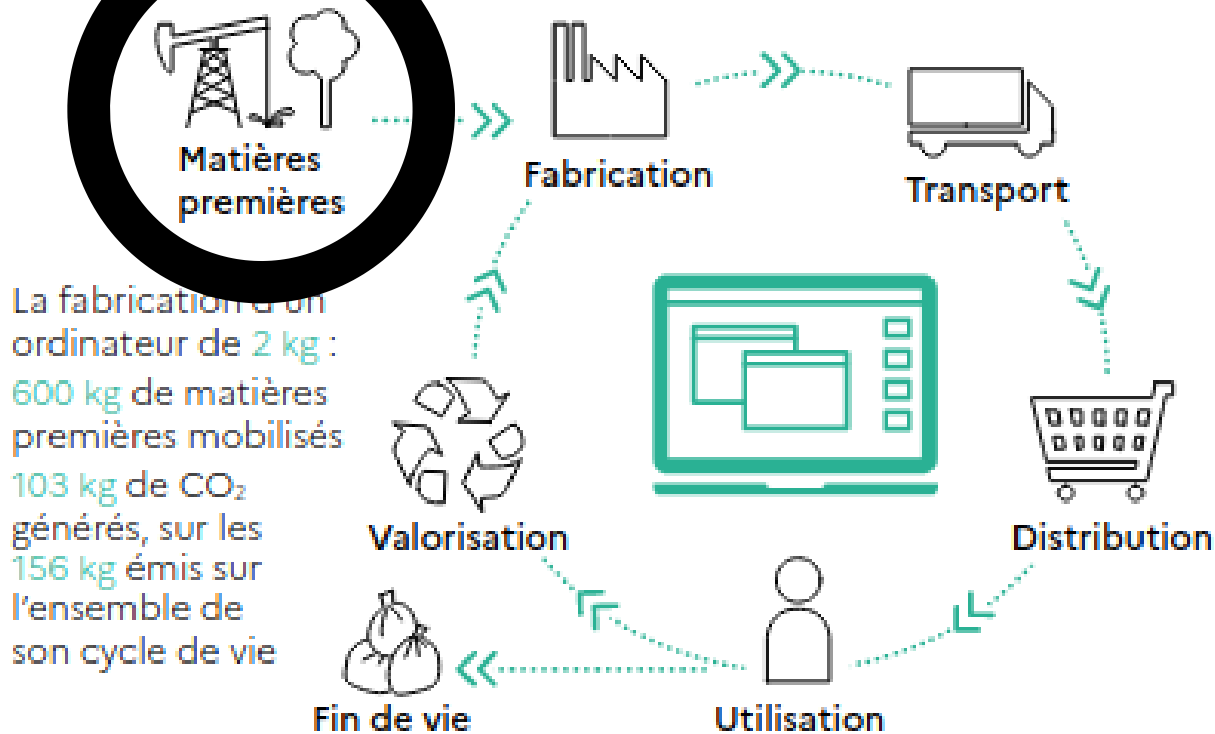 Matières
premières
Fabrication
Transport
La fabrication d'un
ordinateur de 2 kg :
600 kg de matières
premières mobilisés
103 kg de CO₂
générés, sur les
156 kg émis sur
l'ensemble de
son cycle de vie
Valorisation
Distribution
Fin de vie
Utilisation